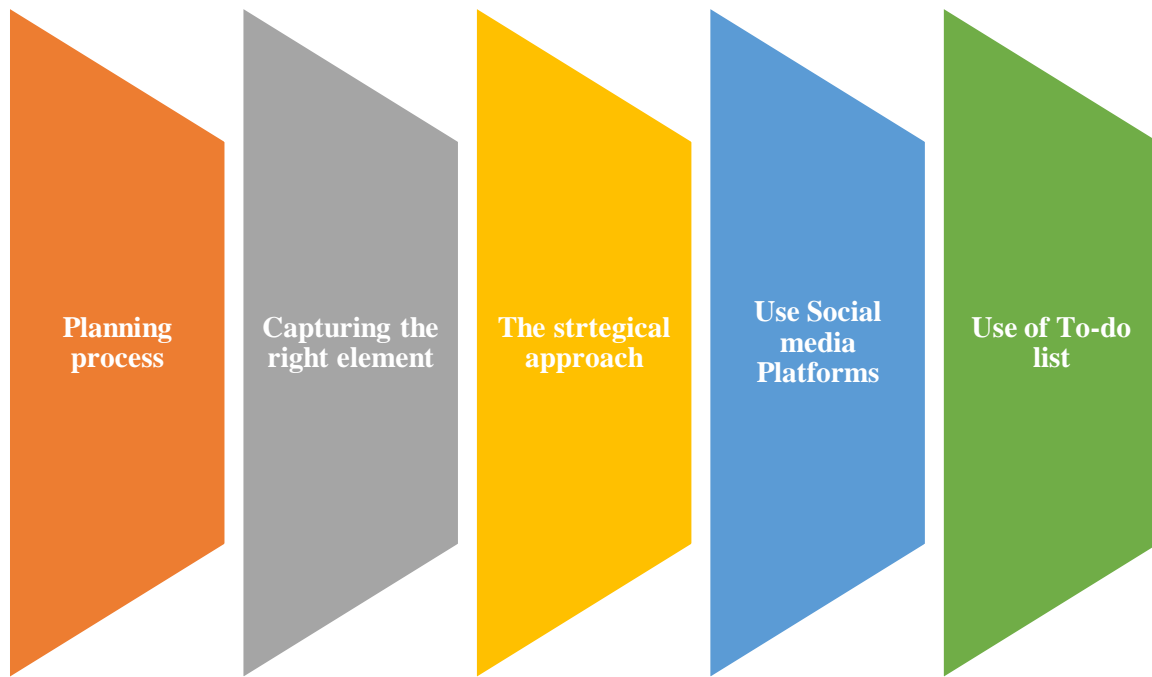 Planning
process
Capturing the
right element
The strtegical
approach
Use Social
media
Platforms
Use of To-do
list